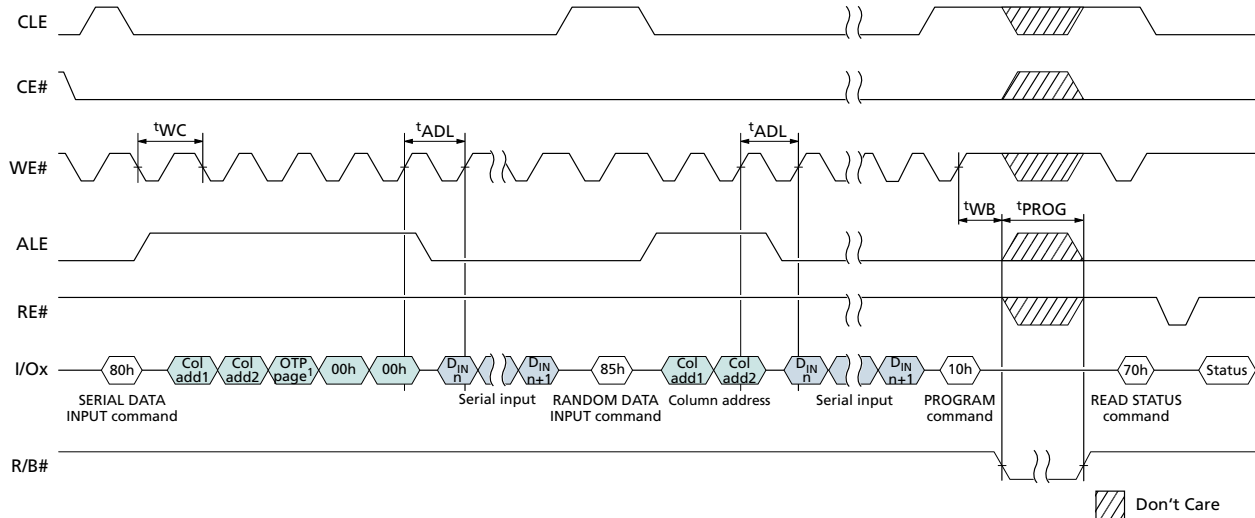 CLE
CE#
tWC
tADL
tADL
WE#
tWB
tPROG
ALE
RE#
I/Ox
80h
Col add1
Col add2
OTP page1
00h
00h
DIN n
DIN n+1
85h
Col add1
Col add2
DIN n
DIN n+1
10h
70h
Status
SERIAL DATA
INPUT command
Serial input
RANDOM DATA
INPUT command
Column address
Serial input
PROGRAM
command
READ STATUS
command
R/B#
Don't Care